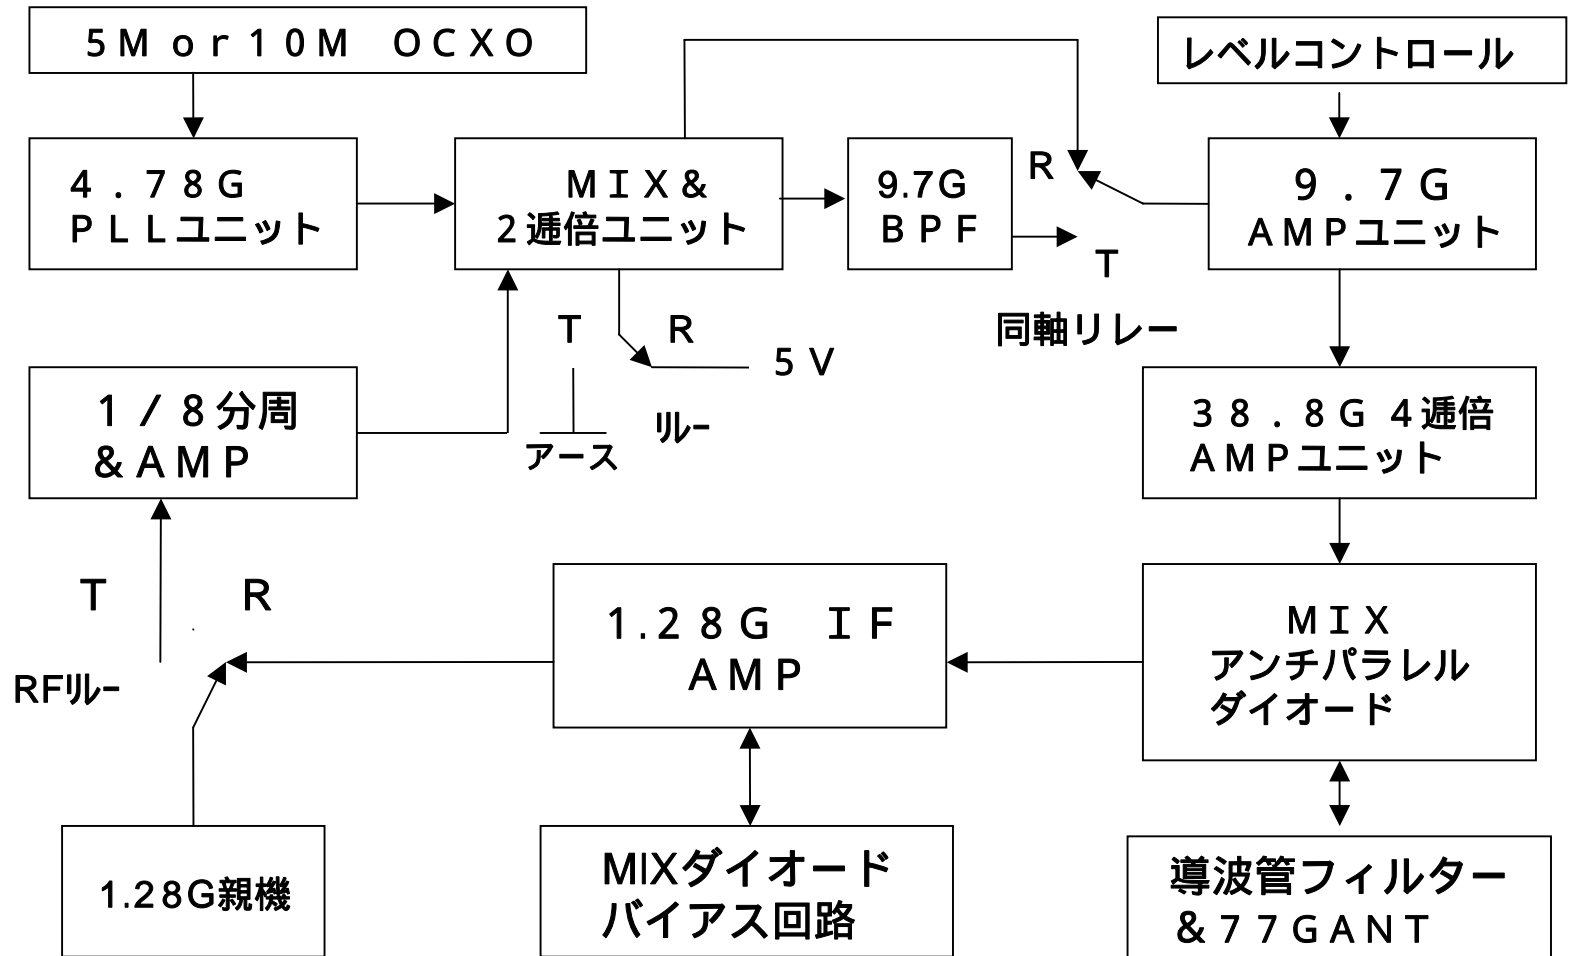 ５Ｍｏｒ１０Ｍ　ＯＣＸＯ
レベルコントロール
４．７８Ｇ
ＰＬＬユニット
ＭＩＸ＆
２逓倍ユニット
9.7Ｇ
ＢＰＦ
Ｒ
Ｔ
同軸リレー
９．７Ｇ
ＡＭＰユニット
Ｔ　Ｒ
５Ｖ
アース
リレー
１／８分周
＆ＡＭＰ
３８．８Ｇ４逓倍
ＡＭＰユニット
Ｔ　Ｒ
RFリレー
１.２８Ｇ　ＩＦ
ＡＭＰ
ＭＩＸ
アンチパラレル
ダイオード
1.28G親機
MIXダイオード
バイアス回路
導波管フィルター
＆７７ＧＡＮＴ